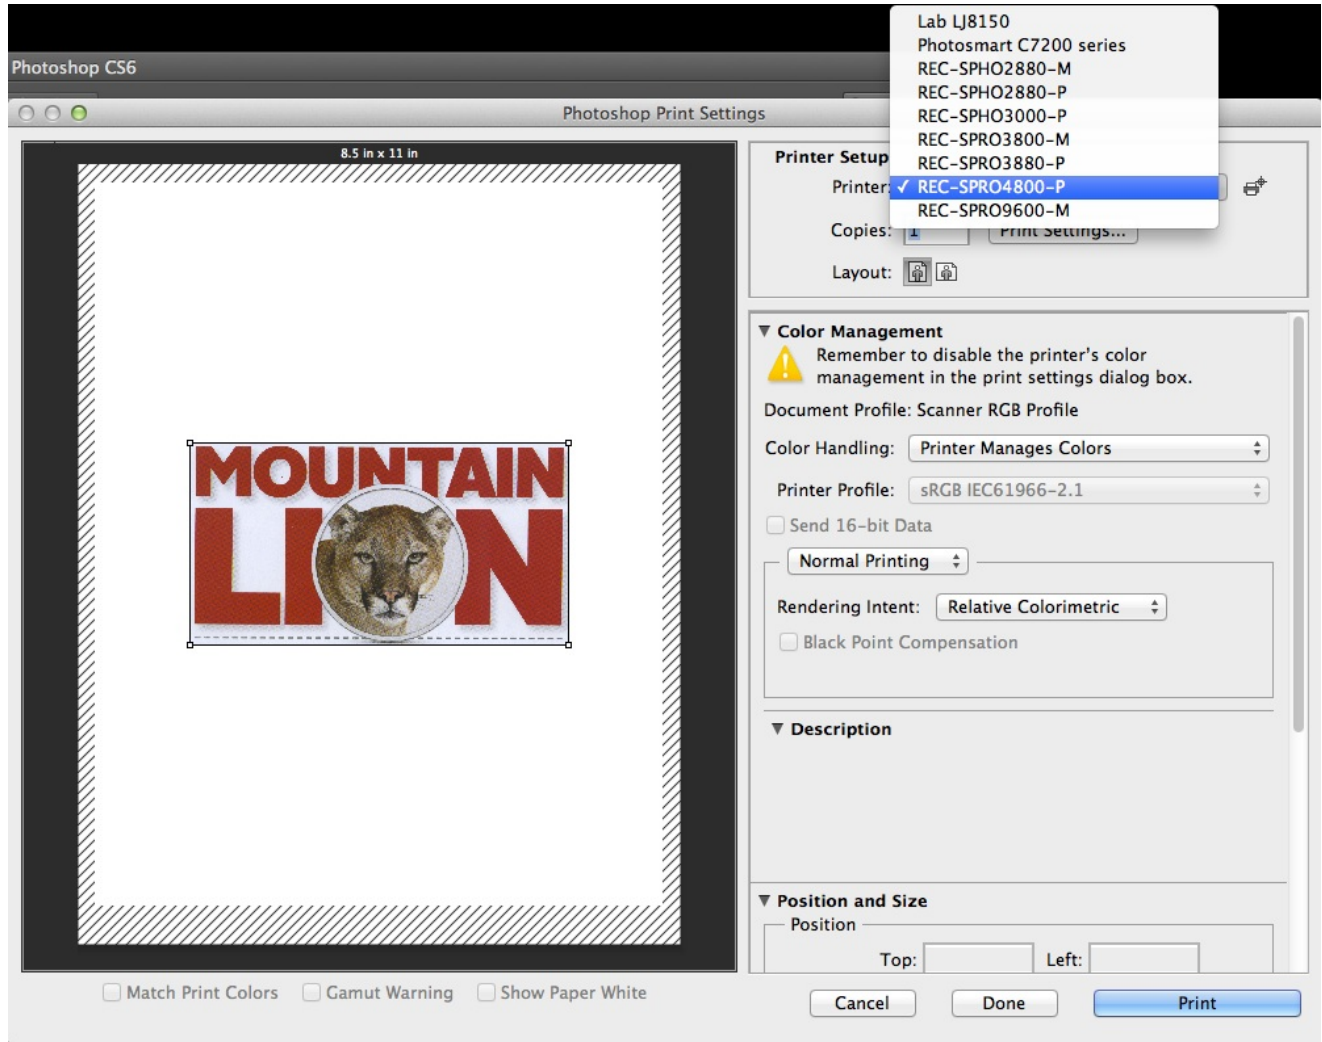 Photoshop CS6
Photoshop Print Settings
Lab LJ8150
Photosmart C7200 series
REC-SPHO2880-M
REC-SPHO2880-P
REC-SPHO3000-P
REC-SPRO3800-M
REC-SPRO3880-P
✓ REC-SPRO4800-P
REC-SPRO9600-M
8.5 in x 11 in
MOUNTAIN
LION
Printer Setup
Printer:
Copies: 1 Print Settings...
Layout:
Color Management
Remember to disable the printer's color
management in the print settings dialog box.
Document Profile: Scanner RGB Profile
Color Handling: Printer Manages Colors
Printer Profile: sRGB IEC61966-2.1
Send 16-bit Data
Normal Printing
Rendering Intent: Relative Colorimetric
Black Point Compensation
Description
Position and Size
Position
Top: Left:
Match Print Colors Gamut Warning Show Paper White
Cancel Done Print